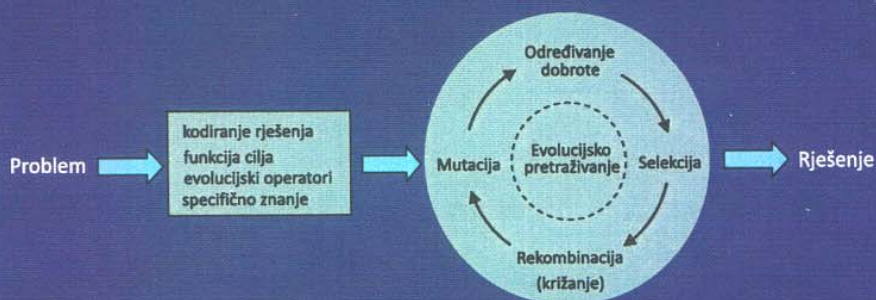 Problem
kodiranje rješenja
funkcija cilja
evolucijski operatori
specifično znanje
Određivanje
dobrote
Mutacija
Evolucijsko
pretraživanje
Selekcija
Rekombinacija
(križanje)
Rješenje